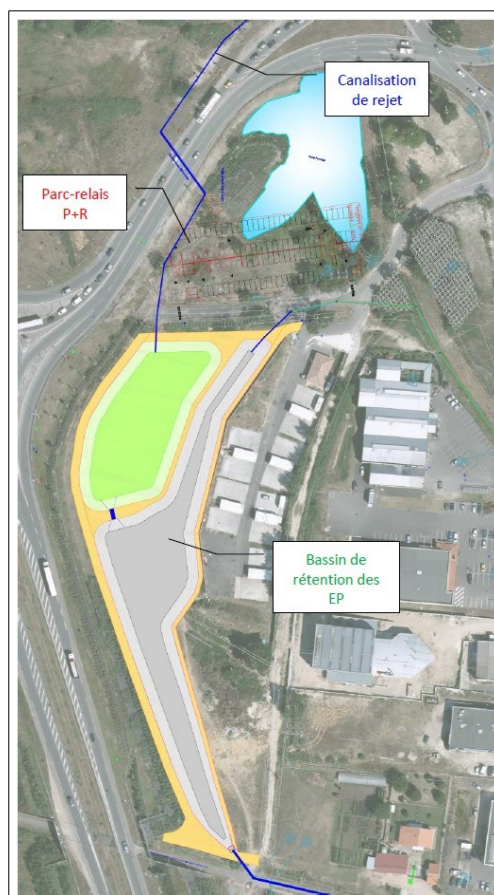 Canalisation
de rejet
Parc-relais
P+R
Bassin de
rétention des
EP